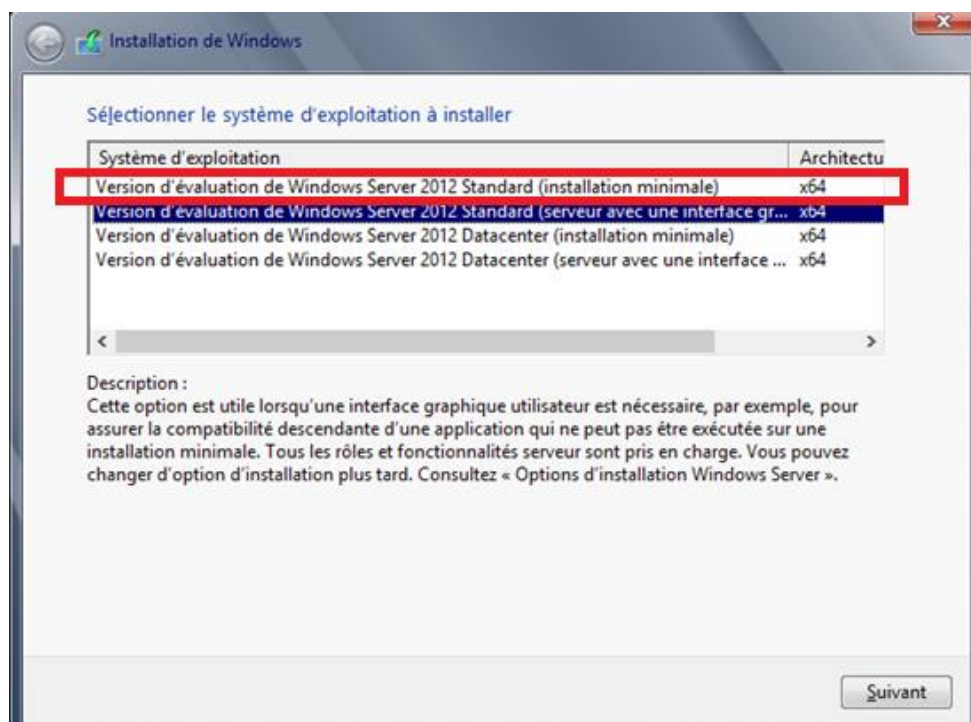 Installation de Windows
Sélectionner le système d'exploitation à installer
Système d'exploitation Architectu
Version d'évaluation de Windows Server 2012 Standard (installation minimale) x64
Version d'évaluation de Windows Server 2012 Standard (serveur avec une interface gr... x64
Version d'évaluation de Windows Server 2012 Datacenter (installation minimale) x64
Version d'évaluation de Windows Server 2012 Datacenter (serveur avec une interface ... x64
Description :
Cette option est utile lorsqu'une interface graphique utilisateur est nécessaire, par exemple, pour
assurer la compatibilité descendante d'une application qui ne peut pas être exécutée sur une
installation minimale. Tous les rôles et fonctionnalités serveur sont pris en charge. Vous pouvez
changer d'option d'installation plus tard. Consultez « Options d'installation Windows Server ».
Suivant